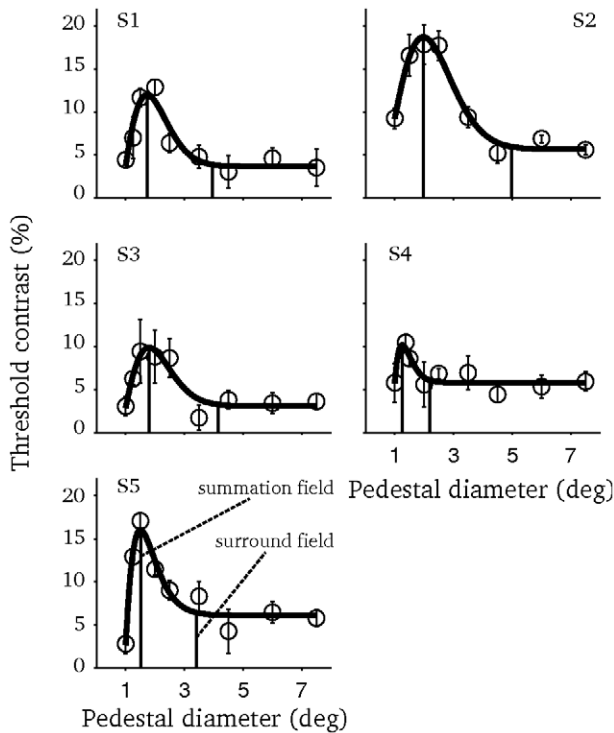 S1
S2
20
15
10
5
0
S3
S4
20
15
10
5
0
1 3 5 7
Pedestal diameter (deg)
S5
summation field
surround field
20
15
10
5
0
1 3 5 7
Pedestal diameter (deg)
Threshold contrast (%)